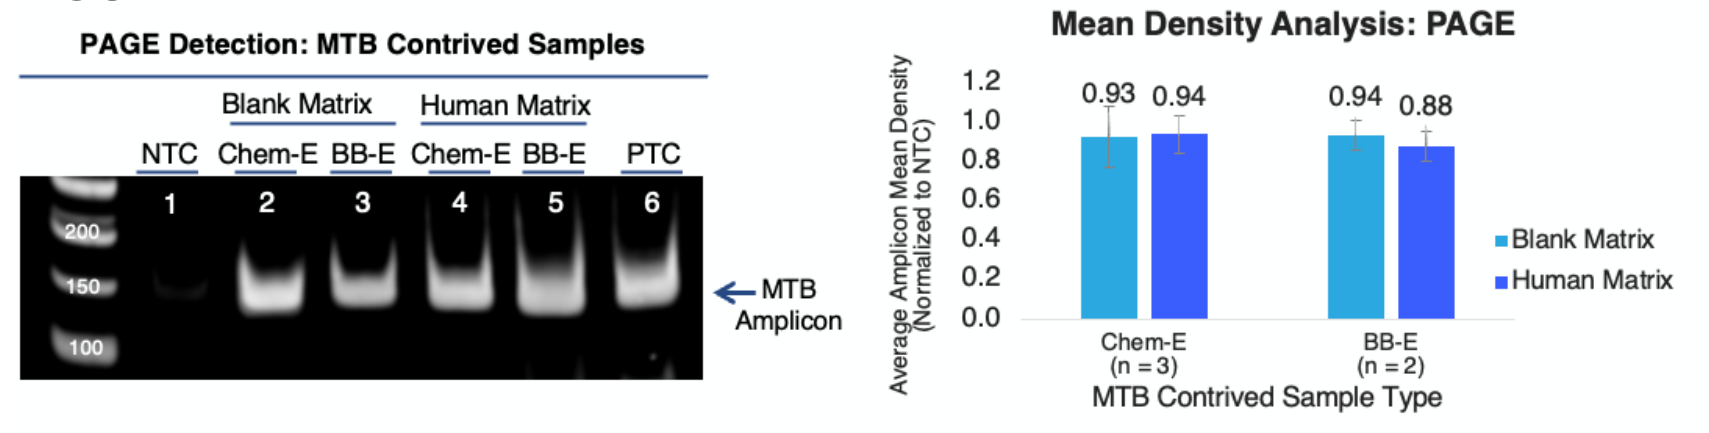 PAGE Detection: MTB Contrived Samples
Blank Matrix Human Matrix
NTC Chem-E BB-E Chem-E BB-E PTC
1 2 3 4 5 6
200
150
100
MTB
Amplicon
Mean Density Analysis: PAGE
Average Amplicon Mean Density
(Normalized to NTC)
1.2
1.0
0.8
0.6
0.4
0.2
0.0
0.93 0.94 0.94 0.88
Blank Matrix
Human Matrix
Chem-E BB-E
(n = 3) (n = 2)
MTB Contrived Sample Type